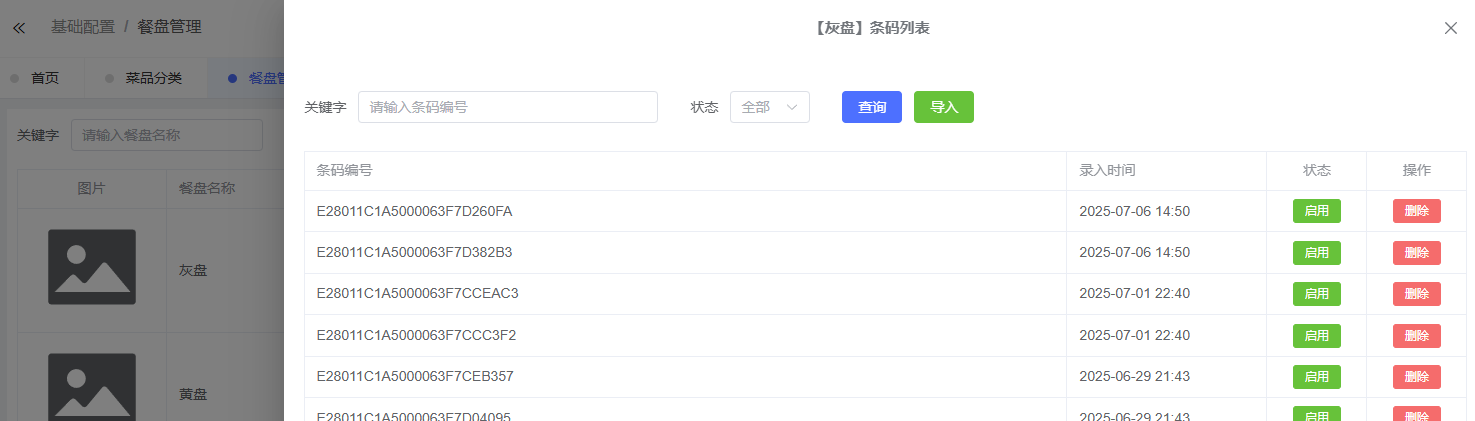 基础配置 / 餐盘管理
首页 菜品分类 餐盘管
关键字 请输入餐盘名称
图片 餐盘名称
灰盘
黄盘
【灰盘】条码列表
关键字 请输入条码编号 状态 全部 查询 导入
条码编号 录入时间 状态 操作
E28011C1A5000063F7D260FA 2025-07-06 14:50 启用 删除
E28011C1A5000063F7D382B3 2025-07-06 14:50 启用 删除
E28011C1A5000063F7CCEAC3 2025-07-01 22:40 启用 删除
E28011C1A5000063F7CCC3F2 2025-07-01 22:40 启用 删除
E28011C1A5000063F7CEB357 2025-06-29 21:43 启用 删除
E28011C1A5000063F7D04095 2025-06-29 21:43 启用 删除